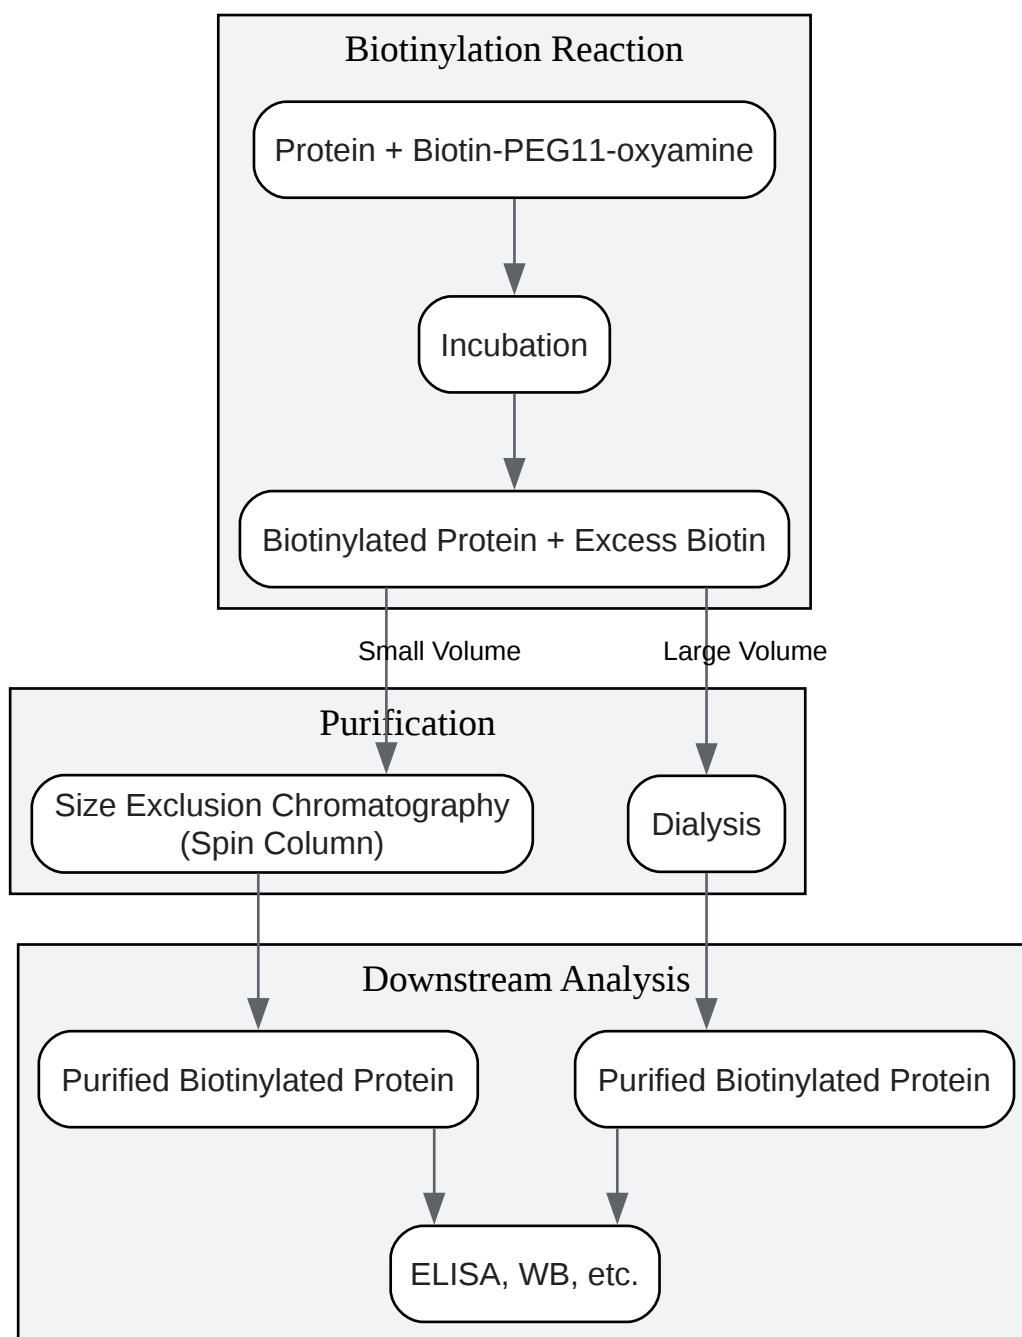 Biotinylation Reaction
Protein + Biotin-PEG11-oxyamine
Incubation
Biotinylated Protein + Excess Biotin
Small Volume
Large Volume
Purification
Size Exclusion Chromatography
(Spin Column)
Dialysis
Downstream Analysis
Purified Biotinylated Protein
Purified Biotinylated Protein
ELISA, WB, etc.